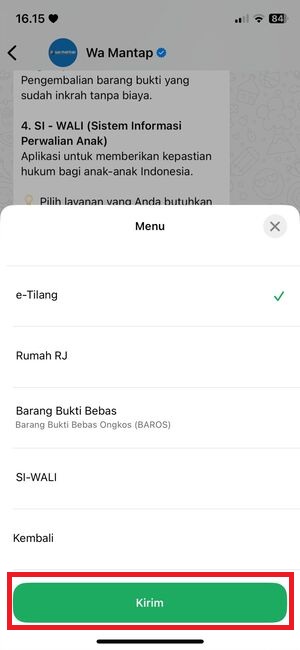 16.15
84
Wa Mantap
Pengembalian barang bukti yang
sudah inkrah tanpa biaya.
4. SI - WALI (Sistem Informasi
Perwalian Anak)
Aplikasi untuk memberikan kepastian
hukum bagi anak-anak Indonesia.
💡 Pilih layanan yang Anda butuhkan
Menu
e-Tilang
Rumah RJ
Barang Bukti Bebas
Barang Bukti Bebas Ongkos (BAROS)
SI-WALI
Kembali
Kirim